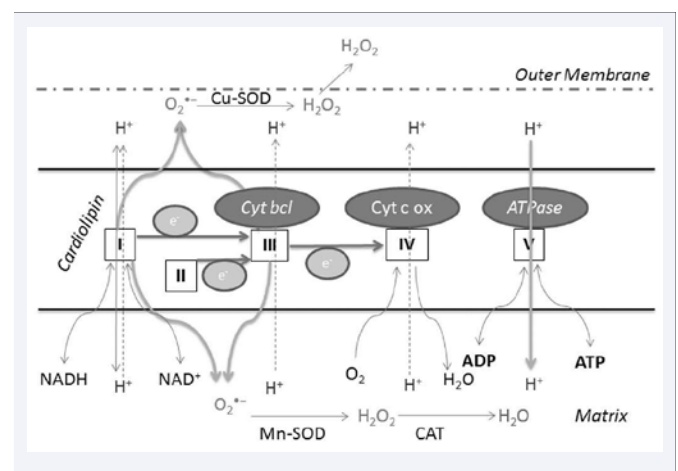 H₂O₂
Outer Membrane
O₂•− Cu-SOD H₂O₂
H⁺ H⁺ H⁺ H⁺
Cardiolipin
Cyt bcl Cyt c ox ATPase
e⁻
I III IV V
II e⁻ e⁻
NADH H⁺ NAD⁺ H⁺ O₂ H⁺ H₂O ADP H⁺ ATP
O₂•− Mn-SOD H₂O₂ CAT H₂O Matrix